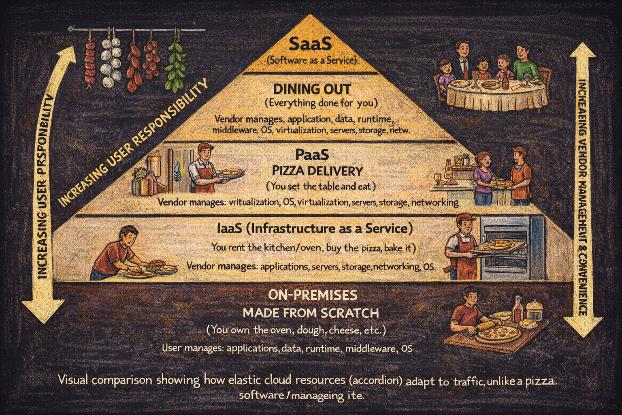 SaaS
(Software as a Service).
DINING OUT
(Everything done for you)
Vendor manages, application, data, runtime,
middleware, OS, virtualization, servers, storage, netw.
PaaS
PIZZA DELIVERY
(You set the table and eat)
Vendor manages: vritualization, OS, virtualization, servers, storage, networking
IaaS (Infrastructure as a Service)
You rent the kitchen/oven, buy the pizza, bake it)
Vendor manages: applications, servers, storage, networking, OS.
ON-PREMISES
MADE FROM SCRATCH
(You own the oven, dough, cheese, etc.)
User manages: applications, data, runtime, middleware, OS
INCREASING USER PRSPONBILITY
INCREASING USER RESPONSIBILITY
INCHEABING VENDOR MANAGEMENT & CONVENIENCE
Visual comparison showing how elastic cloud resources (accordion) adapt to traffic, unlike a pizza.
software/manageing ite.